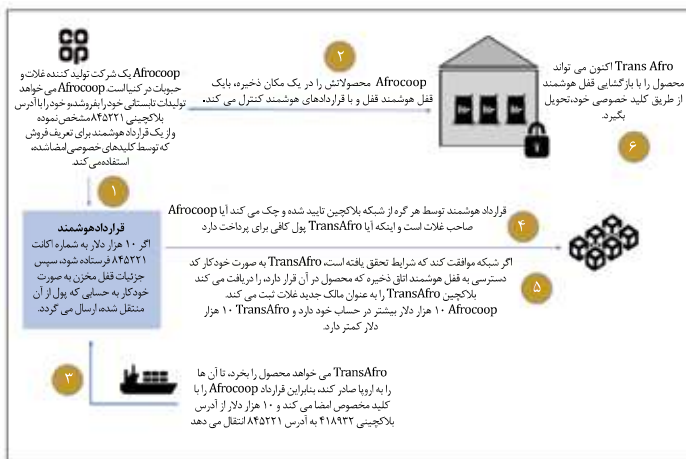 co
op
Afrocoop یک شرکت تولید کننده غلات و
حبوبات در کنیا است. Afrocoop می خواهد
تولیدات تابستانی خود را بفروشد و خود را با آدرس
بلاکچینی ۸۴۵۲۲۱ مشخص نموده
و از یک قرارداد هوشمند برای تعریف فروش
که توسط کلیدهای خصوصی امضا شده،
استفاده می کند.
۱
قراردادهوشمند
اگر ۱۰ هزار دلار به شماره اکانت
۸۴۵۲۲۱ فرستاده شود، سپس
جزئیات قفل مخزن به صورت
خودکار به حسابی که پول از آن
منتقل شده، ارسال می گردد.
۲
Afrocoop محصولاتش را در یک مکان ذخیره، بایک
قفل هوشمند قفل و با قراردادهای هوشمند کنترل می کند.
۳
TransAfro می خواهد محصول را بخرد، تا آن ها
را به اروپا صادر کند، بنابراین قرارداد Afrocoop را با
کلید مخصوص امضا می کند و ۱۰ هزار دلار از آدرس
بلاکچینی ۴۱۸۹۳۲ به آدرس ۸۴۵۲۲۱ انتقال می دهد
۴
قرارداد هوشمند توسط هر گره از شبکه بلاکچین تایید شده و چک می کند آیا Afrocoop
صاحب غلات است و اینکه آیا TransAfro پول کافی برای پرداخت دارد
۵
اگر شبکه موافقت کند که شرایط تحقق یافته است، TransAfro به صورت خودکار کد
دسترسی به قفل هوشمند اتاق ذخیره که محصول در آن قرار دارد، را دریافت می کند
بلاکچین TransAfro را به عنوان مالک جدید غلات ثبت می کند.
Afrocoop ۱۰ هزار دلار بیشتر در حساب خود دارد و TransAfro ۱۰ هزار
دلار کمتر دارد.
۶
Trans Afro اکنون می تواند
محصول را با بازگشایی قفل هوشمند
از طریق کلید خصوصی خود، تحویل
بگیرد.